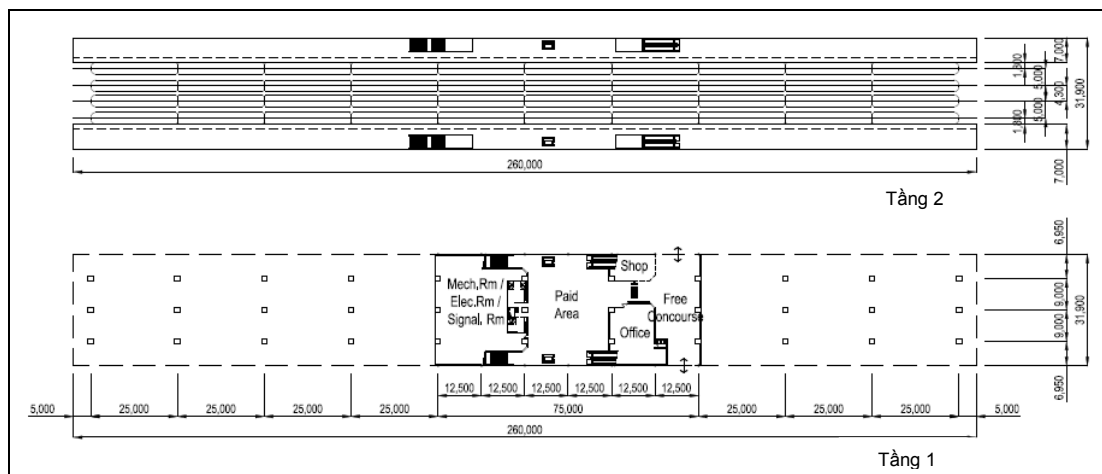 7,000
1,800
5,000
4,300
31,900
5,000
1,800
7,000
260,000
Tầng 2
6,950
Mech,Rm /
Elec.Rm /
Signal, Rm
Paid
Area
Shop
Free
Concourse
Office
9,000
9,000
31,900
6,950
12,500 12,500 12,500 12,500 12,500 12,500
5,000 25,000 25,000 25,000 25,000 75,000 25,000 25,000 25,000 5,000
260,000
Tầng 1